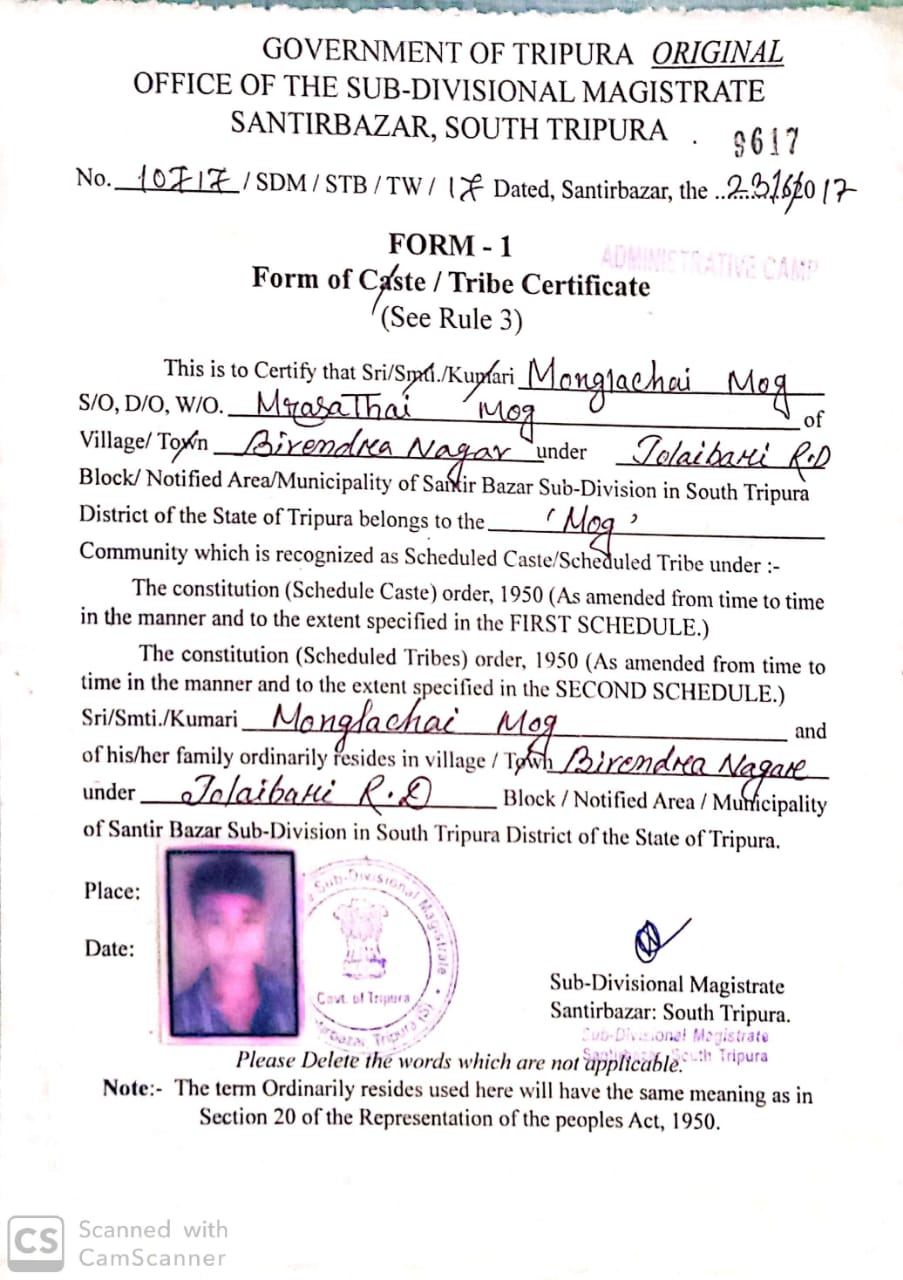 GOVERNMENT OF TRIPURA ORIGINAL
OFFICE OF THE SUB-DIVISIONAL MAGISTRATE
SANTIRBAZAR, SOUTH TRIPURA .
9617
No. 10717 / SDM / STB / TW / 17 Dated, Santirbazar, the ..23/6/2017
FORM - 1
ADMINISTRATIVE CAMP
Form of Caste / Tribe Certificate
(See Rule 3)
This is to Certify that Sri/Smti./Kumari Monglachai Mog
S/O, D/O, W/O. MrasaThai Mog of
Village/ Town Birendra Nagar under Jolaibari R.D
Block/ Notified Area/Municipality of Santir Bazar Sub-Division in South Tripura
District of the State of Tripura belongs to the 'Mog'
Community which is recognized as Scheduled Caste/Scheduled Tribe under :-
The constitution (Schedule Caste) order, 1950 (As amended from time to time
in the manner and to the extent specified in the FIRST SCHEDULE.)
The constitution (Scheduled Tribes) order, 1950 (As amended from time to
time in the manner and to the extent specified in the SECOND SCHEDULE.)
Sri/Smti./Kumari Monglachai Mog and
of his/her family ordinarily resides in village / Town Birendra Nagar
under Jolaibari R.D Block / Notified Area / Municipality
of Santir Bazar Sub-Division in South Tripura District of the State of Tripura.
Place:
Date:
Sub-Divisional Magistrate
Govt. of Tripura
Tripura (S)
Sub-Divisional Magistrate
Santirbazar: South Tripura.
Sub-Divisional Magistrate
Santirbazar, South Tripura
Please Delete the words which are not applicable.
Note:- The term Ordinarily resides used here will have the same meaning as in
Section 20 of the Representation of the peoples Act, 1950.
CS Scanned with
CamScanner